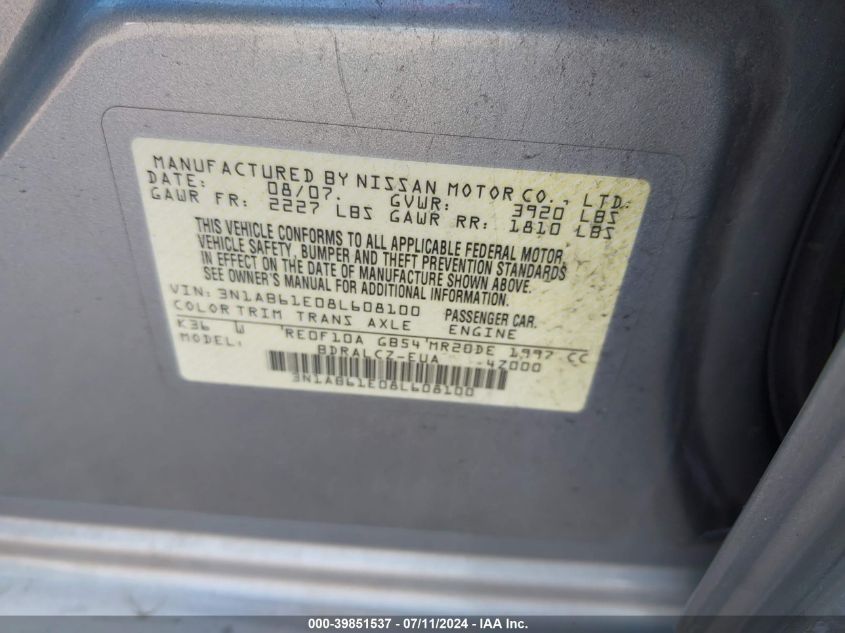 MANUFACTURED BY NISSAN MOTOR CO., LTD.
DATE: 08/07. GVWR: 3920 LBS
GAWR FR: 2227 LBS GAWR RR: 1810 LBS
THIS VEHICLE CONFORMS TO ALL APPLICABLE FEDERAL MOTOR
VEHICLE SAFETY, BUMPER AND THEFT PREVENTION STANDARDS
IN EFFECT ON THE DATE OF MANUFACTURE SHOWN ABOVE.
SEE OWNER'S MANUAL FOR ADDITIONAL INFORMATION.
VIN: 3N1AB61E08L608100 PASSENGER CAR.
COLOR TRIM TRANS AXLE ENGINE
K36 W RE0F10A GB54 MR20DE 1997 CC
MODEL: BDRALCZ-EUA 4Z000
3N1AB61E08L608100
000-39851537 / 07/11/2024 - IAA Inc.